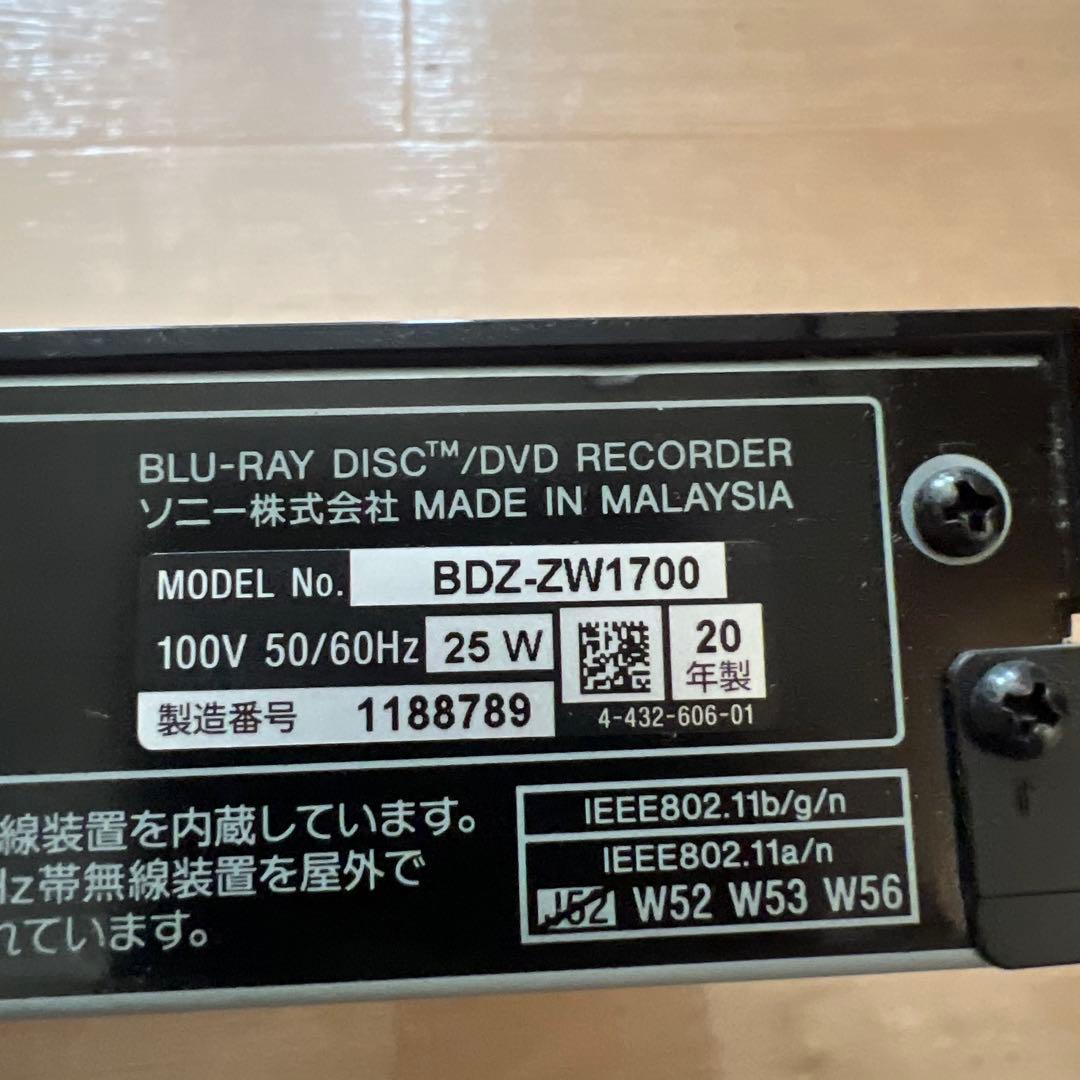 BLU-RAY DISC™/DVD RECORDER
ソニー株式会社 MADE IN MALAYSIA
MODEL No. BDZ-ZW1700
100V 50/60Hz 25 W
20
年製
製造番号 1188789
4-432-606-01
線装置を内蔵しています。
Hz帯無線装置を屋外で
れています。
IEEE802.11b/g/n
IEEE802.11a/n
J52 W52 W53 W56